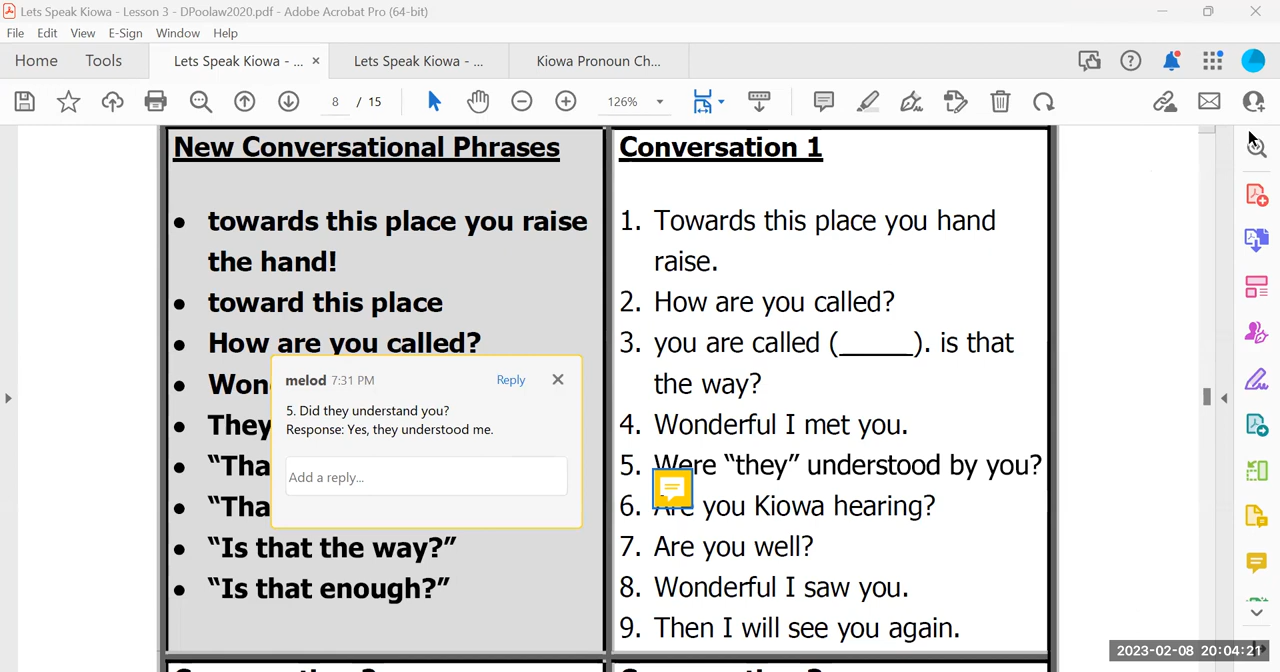 Lets Speak Kiowa - Lesson 3 - DPoolaw2020.pdf - Adobe Acrobat Pro (64-bit)
File Edit View E-Sign Window Help
Home Tools Lets Speak Kiowa - ... × Lets Speak Kiowa - ... Kiowa Pronoun Ch...
8 / 15 126%
New Conversational Phrases
• towards this place you raise
the hand!
• toward this place
• How are you called?
• Won
• They
• “Tha
• “Tha
• “Is that the way?”
• “Is that enough?”
melod 7:31 PM Reply
5. Did they understand you?
Response: Yes, they understood me.
Add a reply...
Conversation 1
1. Towards this place you hand
raise.
2. How are you called?
3. you are called (_____). is that
the way?
4. Wonderful I met you.
5. Were “they” understood by you?
6. Are you Kiowa hearing?
7. Are you well?
8. Wonderful I saw you.
9. Then I will see you again.
2023-02-08 20:04:21